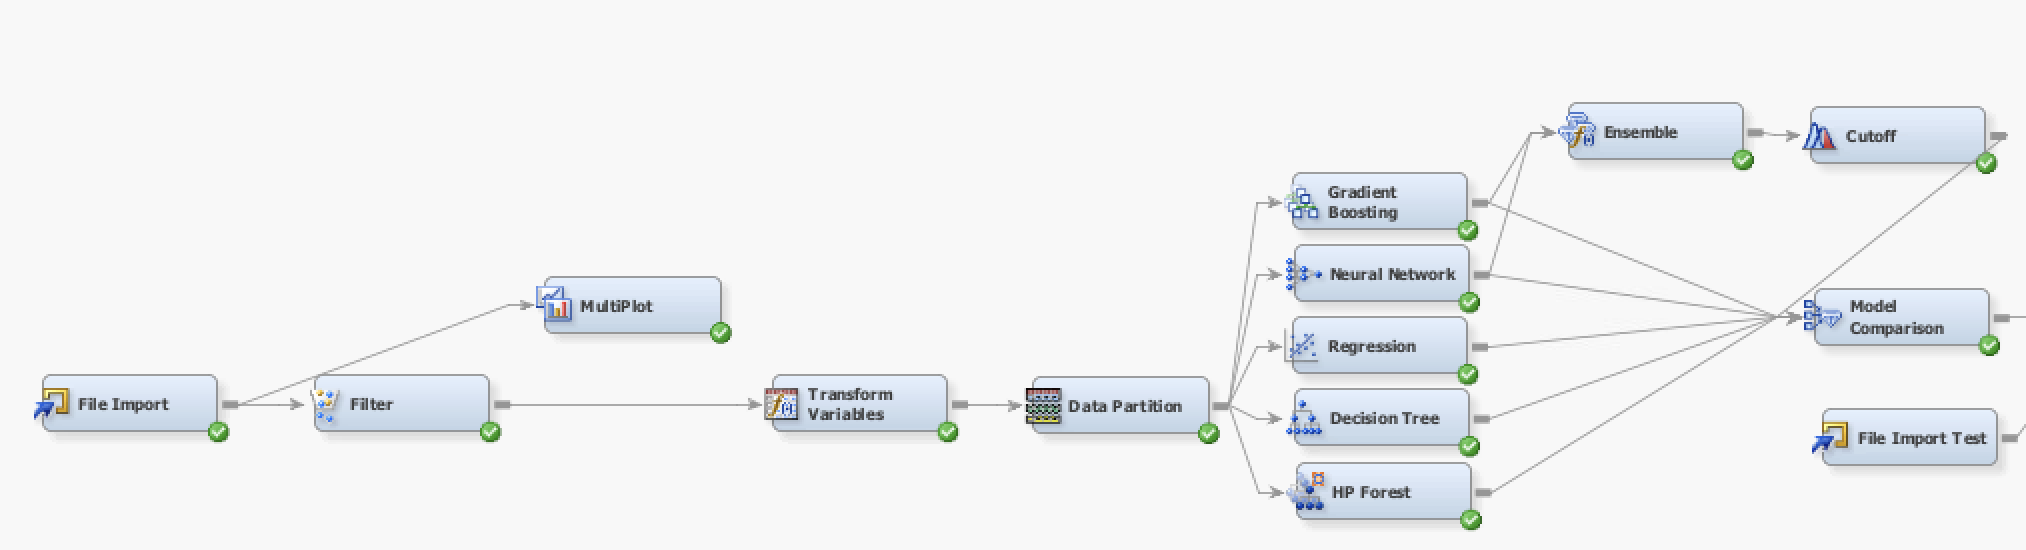 Ensemble
Cutoff
Gradient
Boosting
Neural Network
MultiPlot
Model
Comparison
Regression
File Import
Filter
Transform
Variables
Data Partition
Decision Tree
File Import Test
HP Forest